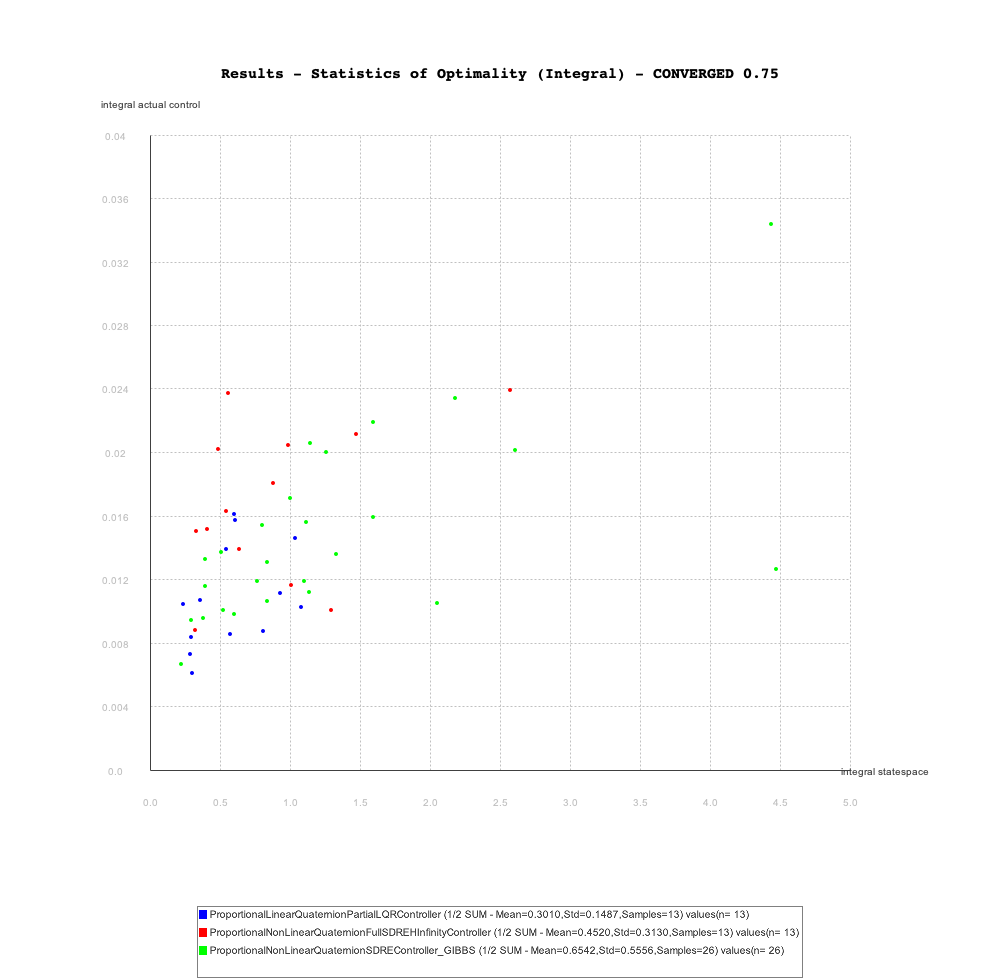 Results - Statistics of Optimality (Integral) - CONVERGED 0.75
integral actual control
0.04
0.036
0.032
0.028
0.024
0.02
0.016
0.012
0.008
0.004
0.0
integral statespace
0.0 0.5 1.0 1.5 2.0 2.5 3.0 3.5 4.0 4.5 5.0
ProportionalLinearQuaternionPartialLQRController (1/2 SUM - Mean=0.3010,Std=0.1487,Samples=13) values(n= 13)
ProportionalNonLinearQuaternionFullSDREHInfinityController (1/2 SUM - Mean=0.4520,Std=0.3130,Samples=13) values(n= 13)
ProportionalNonLinearQuaternionSDREController_GIBBS (1/2 SUM - Mean=0.6542,Std=0.5556,Samples=26) values(n= 26)